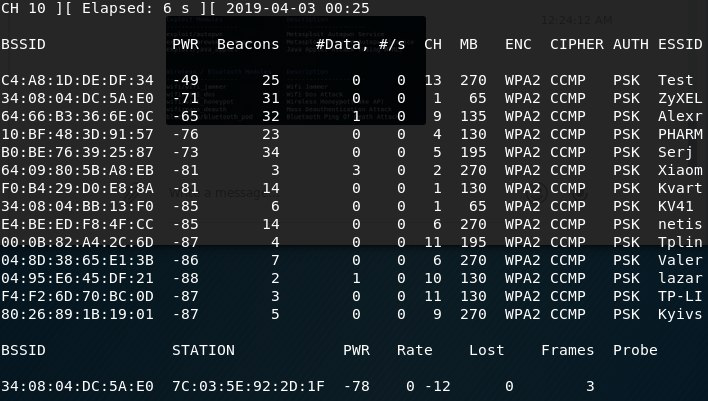 CH 10 ][ Elapsed: 6 s ][ 2019-04-03 00:25
12:24:12 AM
BSSID PWR Beacons #Data, #/s CH MB ENC CIPHER AUTH ESSID
C4:A8:1D:DE:DF:34 -49 25 0 0 13 270 WPA2 CCMP PSK Test
34:08:04:DC:5A:E0 -71 31 0 0 1 65 WPA2 CCMP PSK ZyXEL
64:66:B3:36:6E:0C -65 32 1 0 9 135 WPA2 CCMP PSK Alexr
10:BF:48:3D:91:57 -76 23 0 0 4 130 WPA2 CCMP PSK PHARM
B0:BE:76:39:25:87 -73 34 0 0 5 195 WPA2 CCMP PSK Serj
64:09:80:5B:A8:EB -81 3 3 0 2 270 WPA2 CCMP PSK Xiaom
F0:B4:29:D0:E8:8A -81 14 0 0 1 130 WPA2 CCMP PSK Kvart
34:08:04:BB:13:F0 -85 6 0 0 1 65 WPA2 CCMP PSK KV41
E4:BE:ED:F8:4F:CC -85 14 0 0 6 270 WPA2 CCMP PSK netis
00:0B:82:A4:2C:6D -87 4 0 0 11 195 WPA2 CCMP PSK Tplin
04:8D:38:65:E1:3B -86 7 0 0 6 270 WPA2 CCMP PSK Valer
04:95:E6:45:DF:21 -88 2 1 0 10 130 WPA2 CCMP PSK lazar
F4:F2:6D:70:BC:0D -87 3 0 0 11 130 WPA2 CCMP PSK TP-LI
80:26:89:1B:19:01 -87 5 0 0 9 270 WPA2 CCMP PSK Kyivs
BSSID STATION PWR Rate Lost Frames Probe
34:08:04:DC:5A:E0 7C:03:5E:92:2D:1F -78 0 -12 0 3